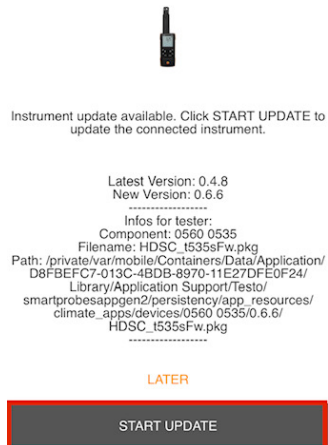 Instrument update available. Click START UPDATE to
update the connected instrument.
Latest Version: 0.4.8
New Version: 0.6.6
------------------
Infos for tester:
Component: 0560 0535
Filename: HDSC_t535sFw.pkg
Path: /private/var/mobile/Containers/Data/Application/
D8FBEFC7-013C-4BDB-8970-11E27DFE0F24/
Library/Application Support/Testo/
smartprobesappgen2/persistency/app_resources/
climate_apps/devices/0560 0535/0.6.6/
HDSC_t535sFw.pkg
------------------
LATER
START UPDATE